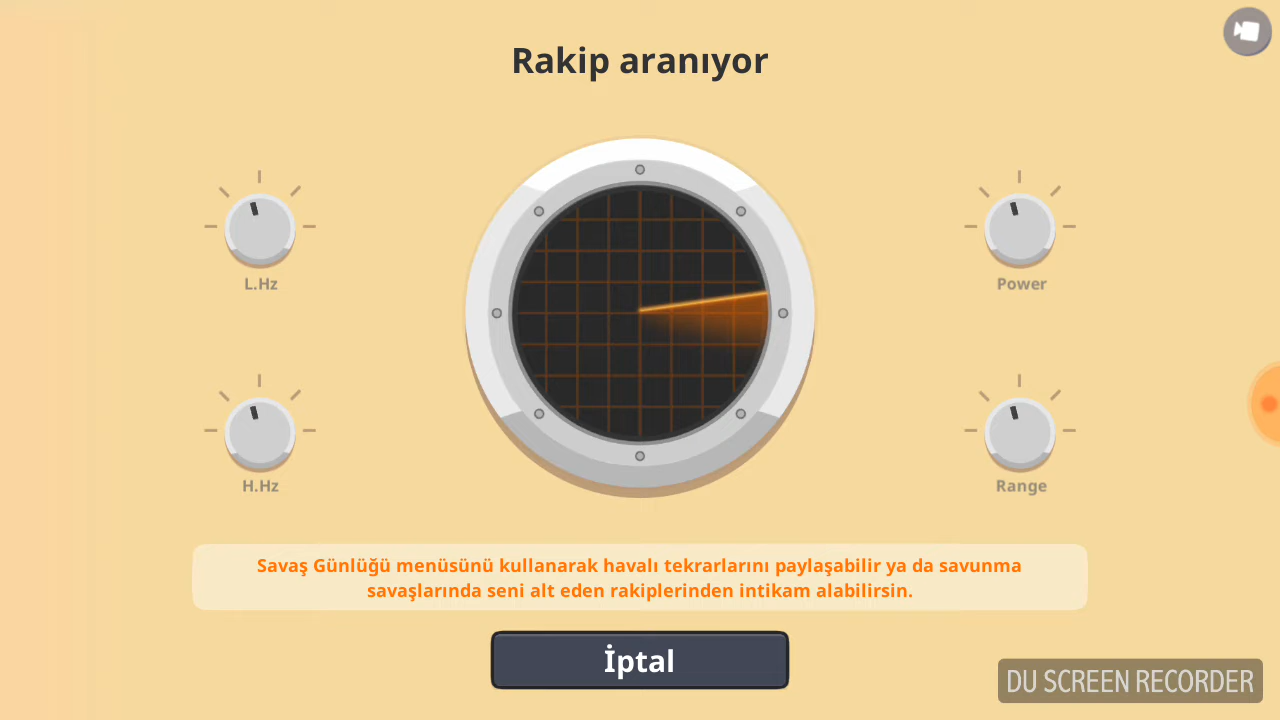 Rakip aranıyor
L.Hz
Power
H.Hz
Range
Savaş Günlüğü menüsünü kullanarak havalı tekrarlarını paylaşabilir ya da savunma
savaşlarında seni alt eden rakiplerinden intikam alabilirsin.
İptal
DU SCREEN RECORDER